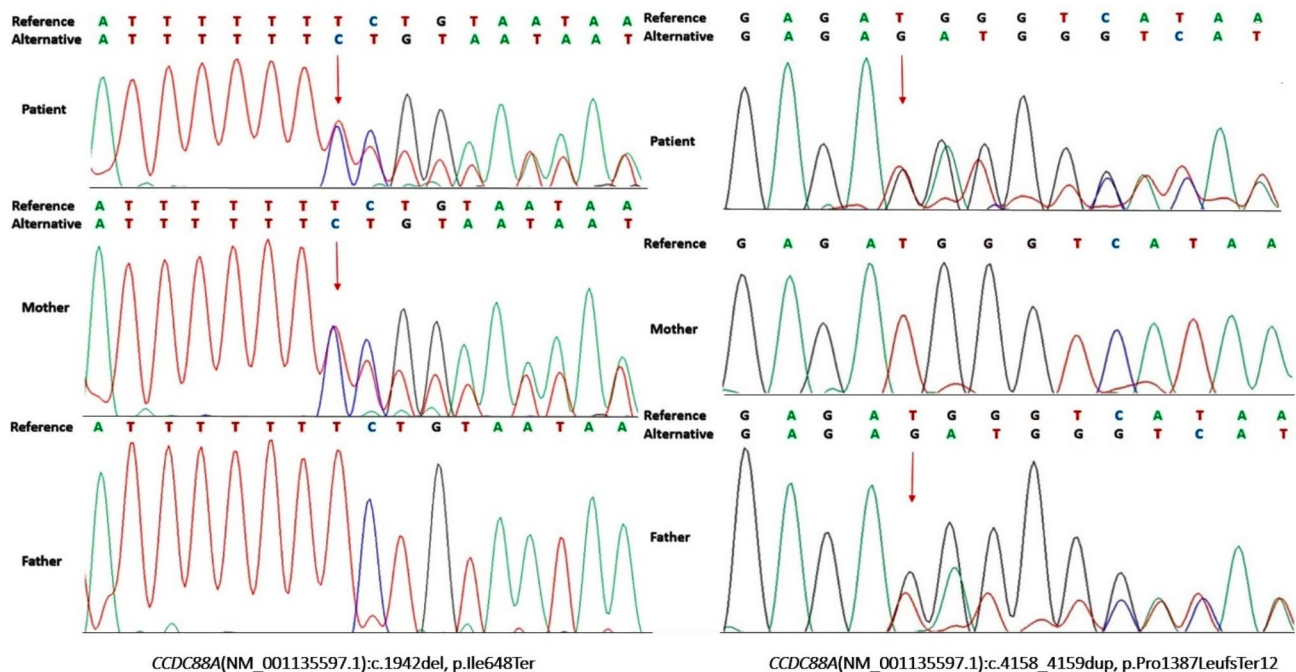 Reference A T T T T T T T C T G T A A T A A
Alternative A T T T T T T C T G T A A T A A T
Patient
Reference A T T T T T T T C T G T A A T A A
Alternative A T T T T T T C T G T A A T A A T
Mother
Reference A T T T T T T T C T G T A A T A A
Father
CCDC88A(NM_001135597.1):c.1942del, p.Ile648Ter
Reference G A G A T G G G T C A T A A
Alternative G A G A G A T G G G T C A T
Patient
Reference G A G A T G G G T C A T A A
Mother
Reference G A G A T G G G T C A T A A
Alternative G A G A G A T G G G T C A T
Father
CCDC88A(NM_001135597.1):c.4158_4159dup, p.Pro1387LeufsTer12